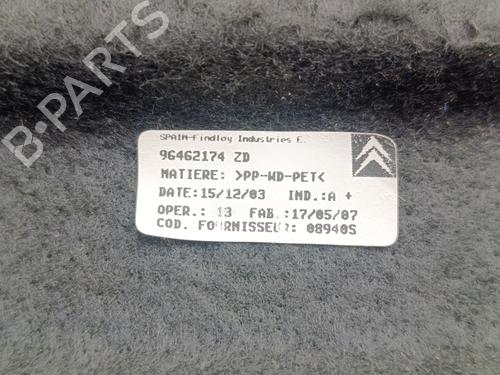 B-PARTS
SPAIN-Findlay Industries E.
96462174 ZD
MATIERE: >PP-WD-PET<
DATE:15/12/03 IND.:A +
OPER.: 13 FAB.:17/05/07
COD. FOURNISSEUR: 08940S